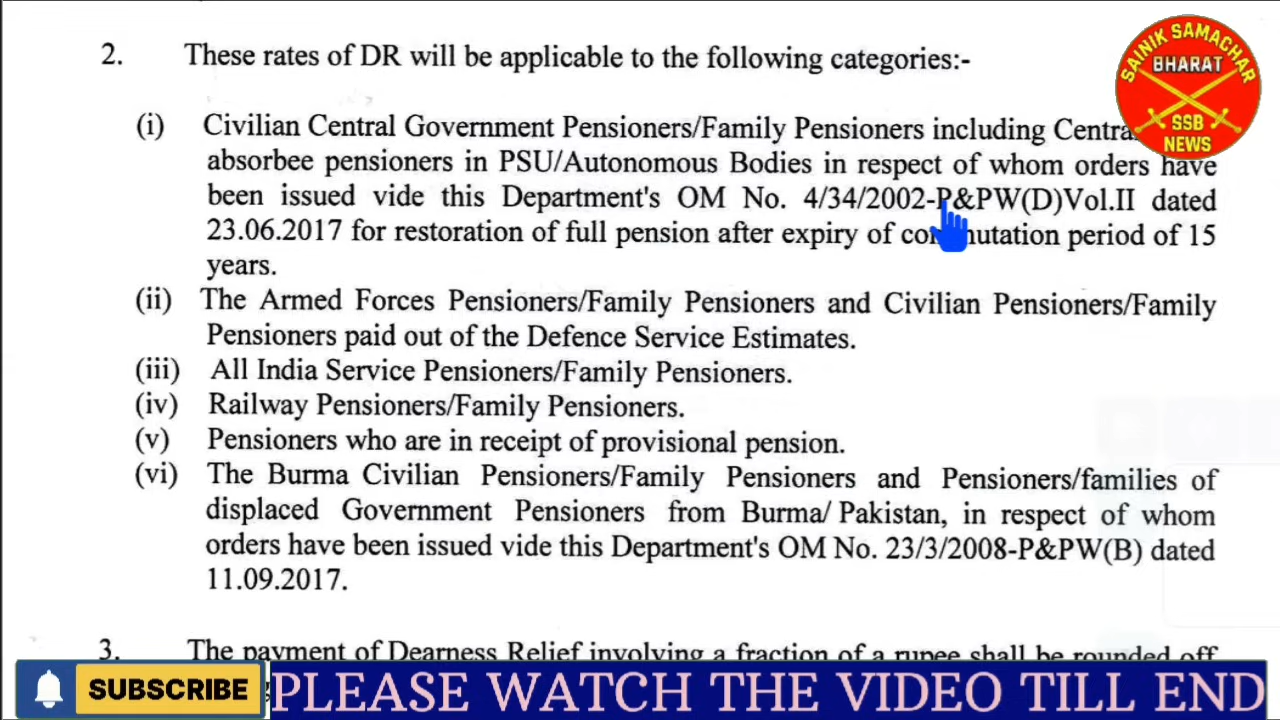 2. These rates of DR will be applicable to the following categories:-
(i) Civilian Central Government Pensioners/Family Pensioners including
absorbee pensioners in PSU/Autonomous Bodies in respect of whom orders have
been issued vide this Department's OM No. 4/34/2002-P&PW(D)Vol.II dated
23.06.2017 for restoration of full pension after expiry of commutation period of 15
years.
(ii) The Armed Forces Pensioners/Family Pensioners and Civilian Pensioners/Family
Pensioners paid out of the Defence Service Estimates.
(iii) All India Service Pensioners/Family Pensioners.
(iv) Railway Pensioners/Family Pensioners.
(v) Pensioners who are in receipt of provisional pension.
(vi) The Burma Civilian Pensioners/Family Pensioners and Pensioners/families of
displaced Government Pensioners from Burma/ Pakistan, in respect of whom
orders have been issued vide this Department's OM No. 23/3/2008-P&PW(B) dated
11.09.2017.
3. The payment of Dearness Relief involving a fraction of a rupee shall be rounded off
SAINIK SAMACHAR
BHARAT
SSB
NEWS
SUBSCRIBE
PLEASE WATCH THE VIDEO TILL END